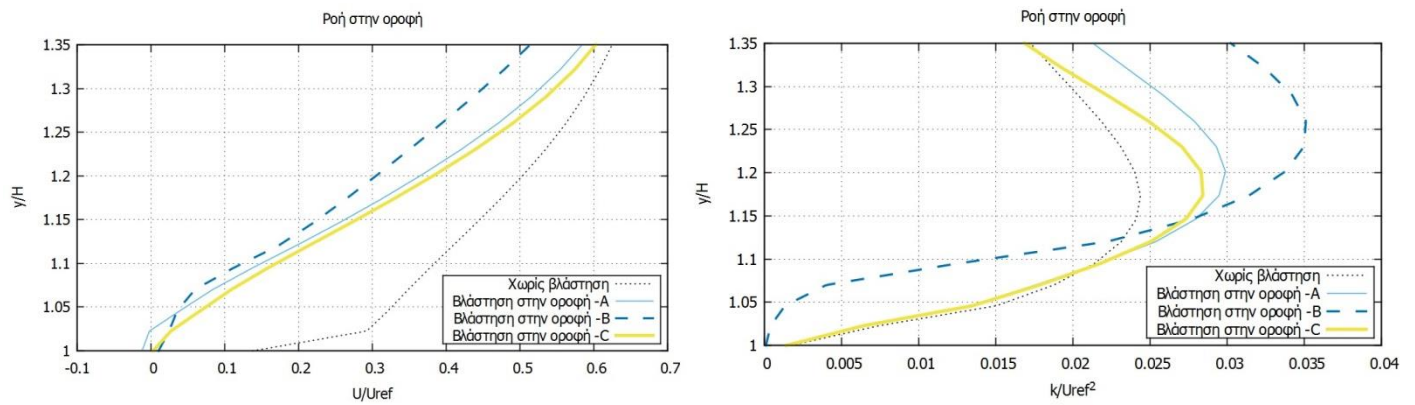 Ροή στην οροφή
1.35
1.3
1.25
1.2
1.15
1.1
1.05
1
y/H
-0.1
0
0.1
0.2
0.3
0.4
0.5
0.6
0.7
U/Uref
Χωρίς βλάστηση
Βλάστηση στην οροφή -A
Βλάστηση στην οροφή -B
Βλάστηση στην οροφή -C
Ροή στην οροφή
1.35
1.3
1.25
1.2
1.15
1.1
1.05
1
y/H
0
0.005
0.01
0.015
0.02
0.025
0.03
0.035
0.04
k/Uref²
Χωρίς βλάστηση
Βλάστηση στην οροφή -A
Βλάστηση στην οροφή -B
Βλάστηση στην οροφή -C